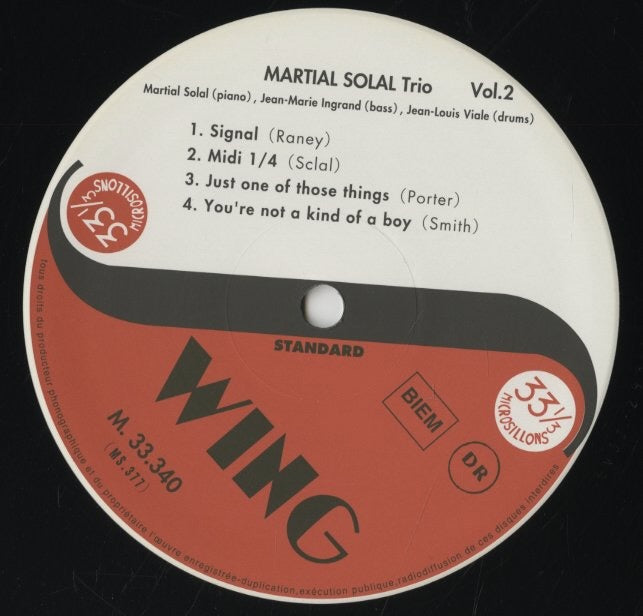 MARTIAL SOLAL Trio Vol.2
Martial Solal (piano) , Jean-Marie Ingrand (bass) , Jean-Louis Viale (drums)
1. Signal (Raney)
2. Midi 1/4 (Sclal)
3. Just one of those things (Porter)
4. You're not a kind of a boy (Smith)
33 1/3
MICROSILLONS
STANDARD
WING
BIEM
DR
33 1/3
MICROSILLONS
M. 33.340
(MS.377)
tous droits du producteur phonographique et du propriétaire l'œuvre enregistrée-duplication,exécution publique,radiodiffusion de ces disques interdires